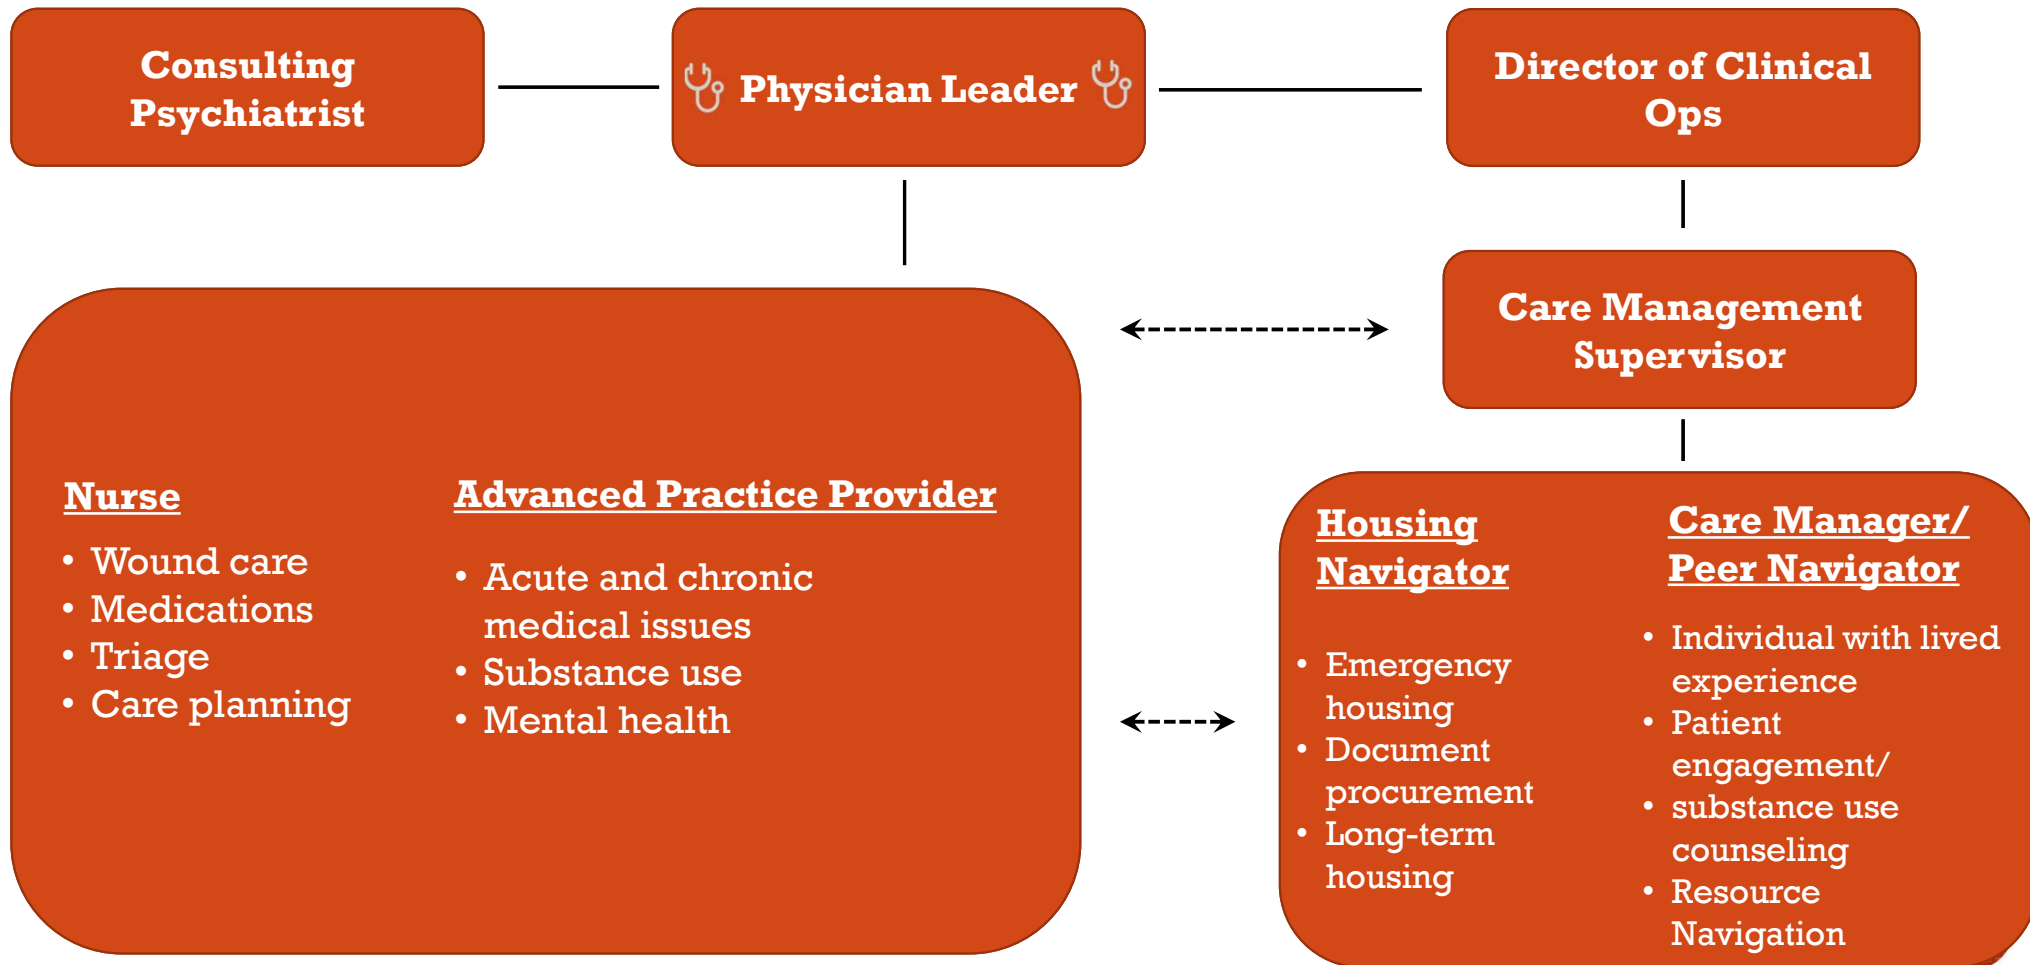 Consulting
Psychiatrist
Physician Leader
Director of Clinical
Ops
Care Management
Supervisor
Nurse
• Wound care
• Medications
• Triage
• Care planning
Advanced Practice Provider
• Acute and chronic
medical issues
• Substance use
• Mental health
Housing
Navigator
• Emergency
housing
• Document
procurement
• Long-term
housing
Care Manager/
Peer Navigator
• Individual with lived
experience
• Patient
engagement/
• substance use
counseling
• Resource
Navigation